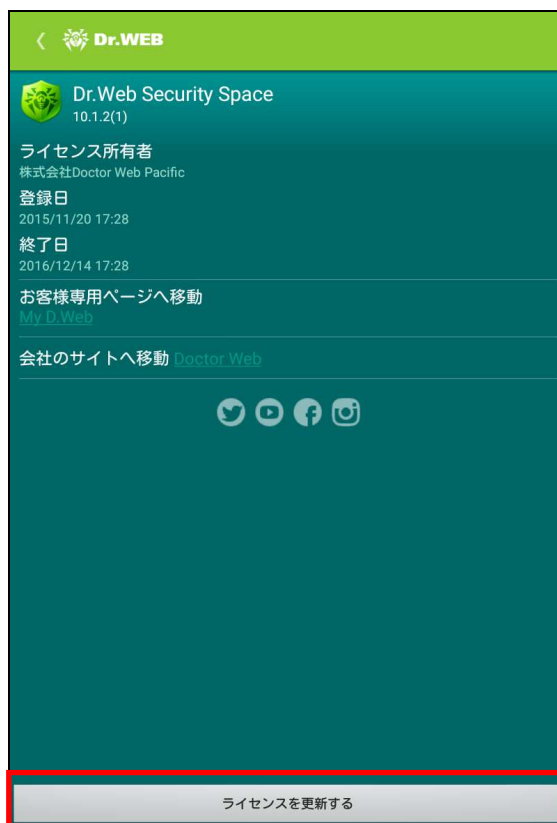 Dr.WEB
Dr.Web Security Space
10.1.2(1)
ライセンス所有者
株式会社Doctor Web Pacific
登録日
2015/11/20 17:28
終了日
2016/12/14 17:28
お客様専用ページへ移動
My D.Web
会社のサイトへ移動 Doctor Web
ライセンスを更新する